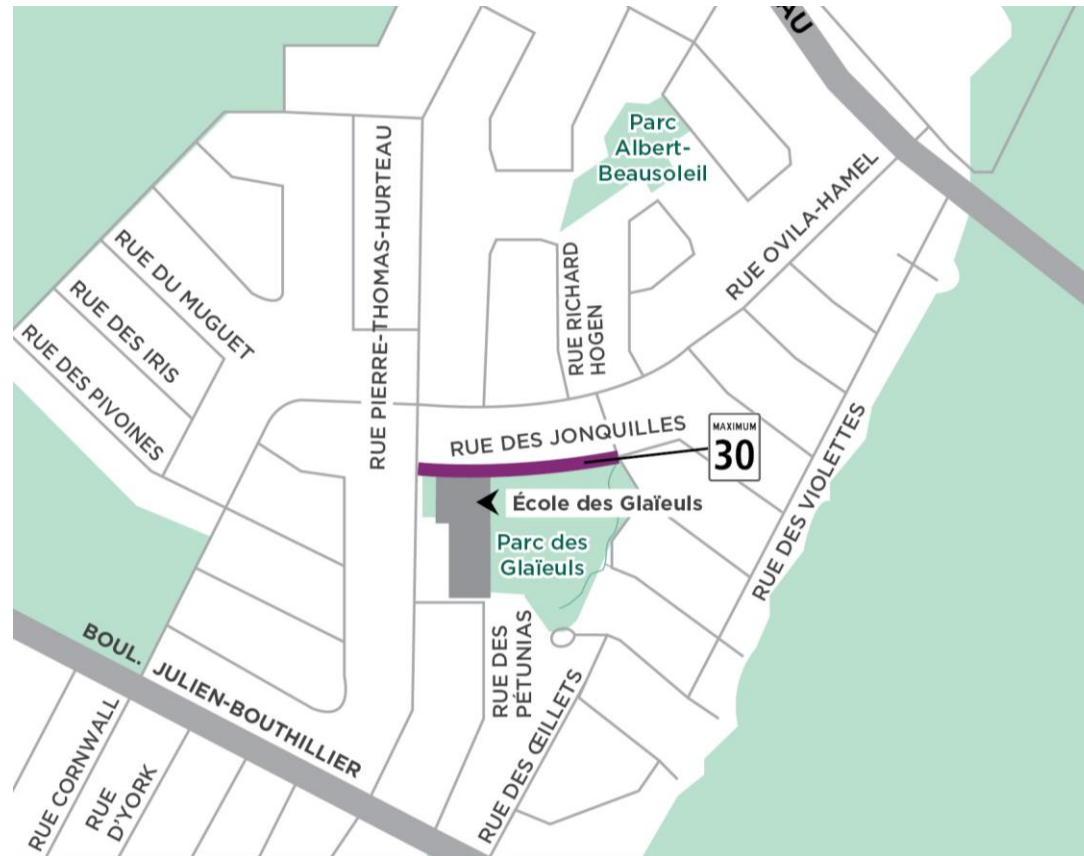 AU
Parc
Albert-
Beausoleil
RUE PIERRE-THOMAS-HURTEAU
RUE OVILA-HAMEL
RUE DU MUGUET
RUE DES IRIS
RUE DES PIVOINES
RUE RICHARD
HOGEN
RUE DES JONQUILLES
MAXIMUM
30
École des Glaïeuls
Parc des
Glaïeuls
RUE DES VIOLETTES
RUE DES
PÉTUNIAS
RUE DES ŒILLETS
BOUL. JULIEN-BOUTHILLIER
RUE CORNWALL
RUE
D'YORK